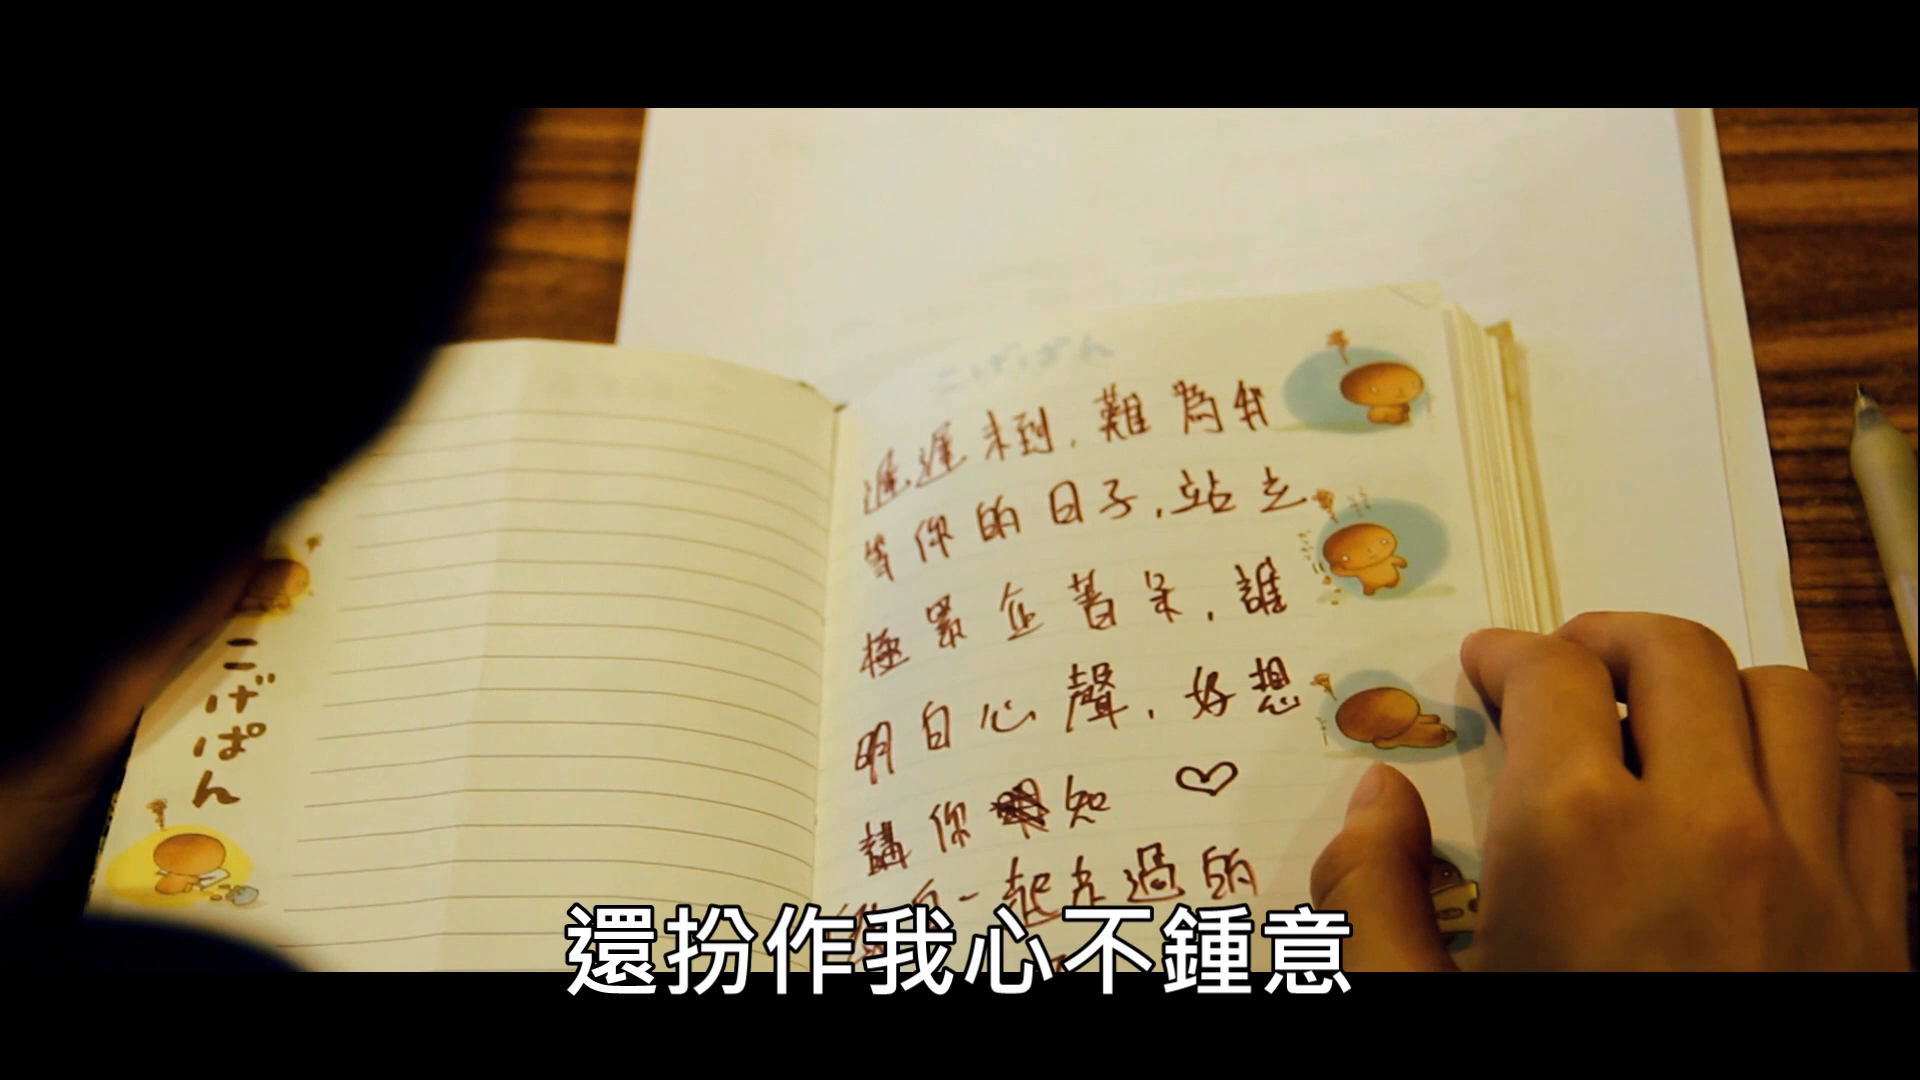 こげぱん
こげぱん
遲遲未到,難為我
等你的日子,站立
極累企著呆,誰
明白心聲,好想
講你知 ♡
一起走過的
還扮作我心不鍾意